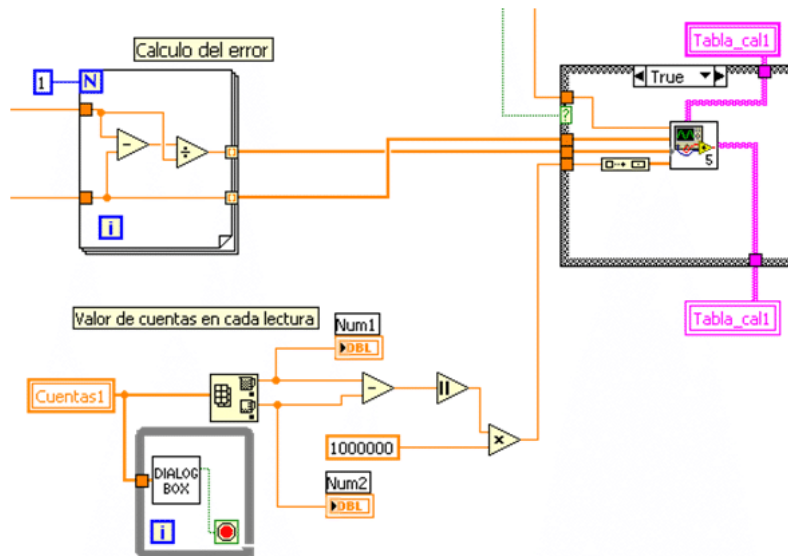 Calculo del error
1
N
i
True
?
Tabla_cal1
5
Tabla_cal1
Valor de cuentas en cada lectura
Num1
DBL
Cuentas1
1000000
DIALOG
BOX
i
Num2
DBL